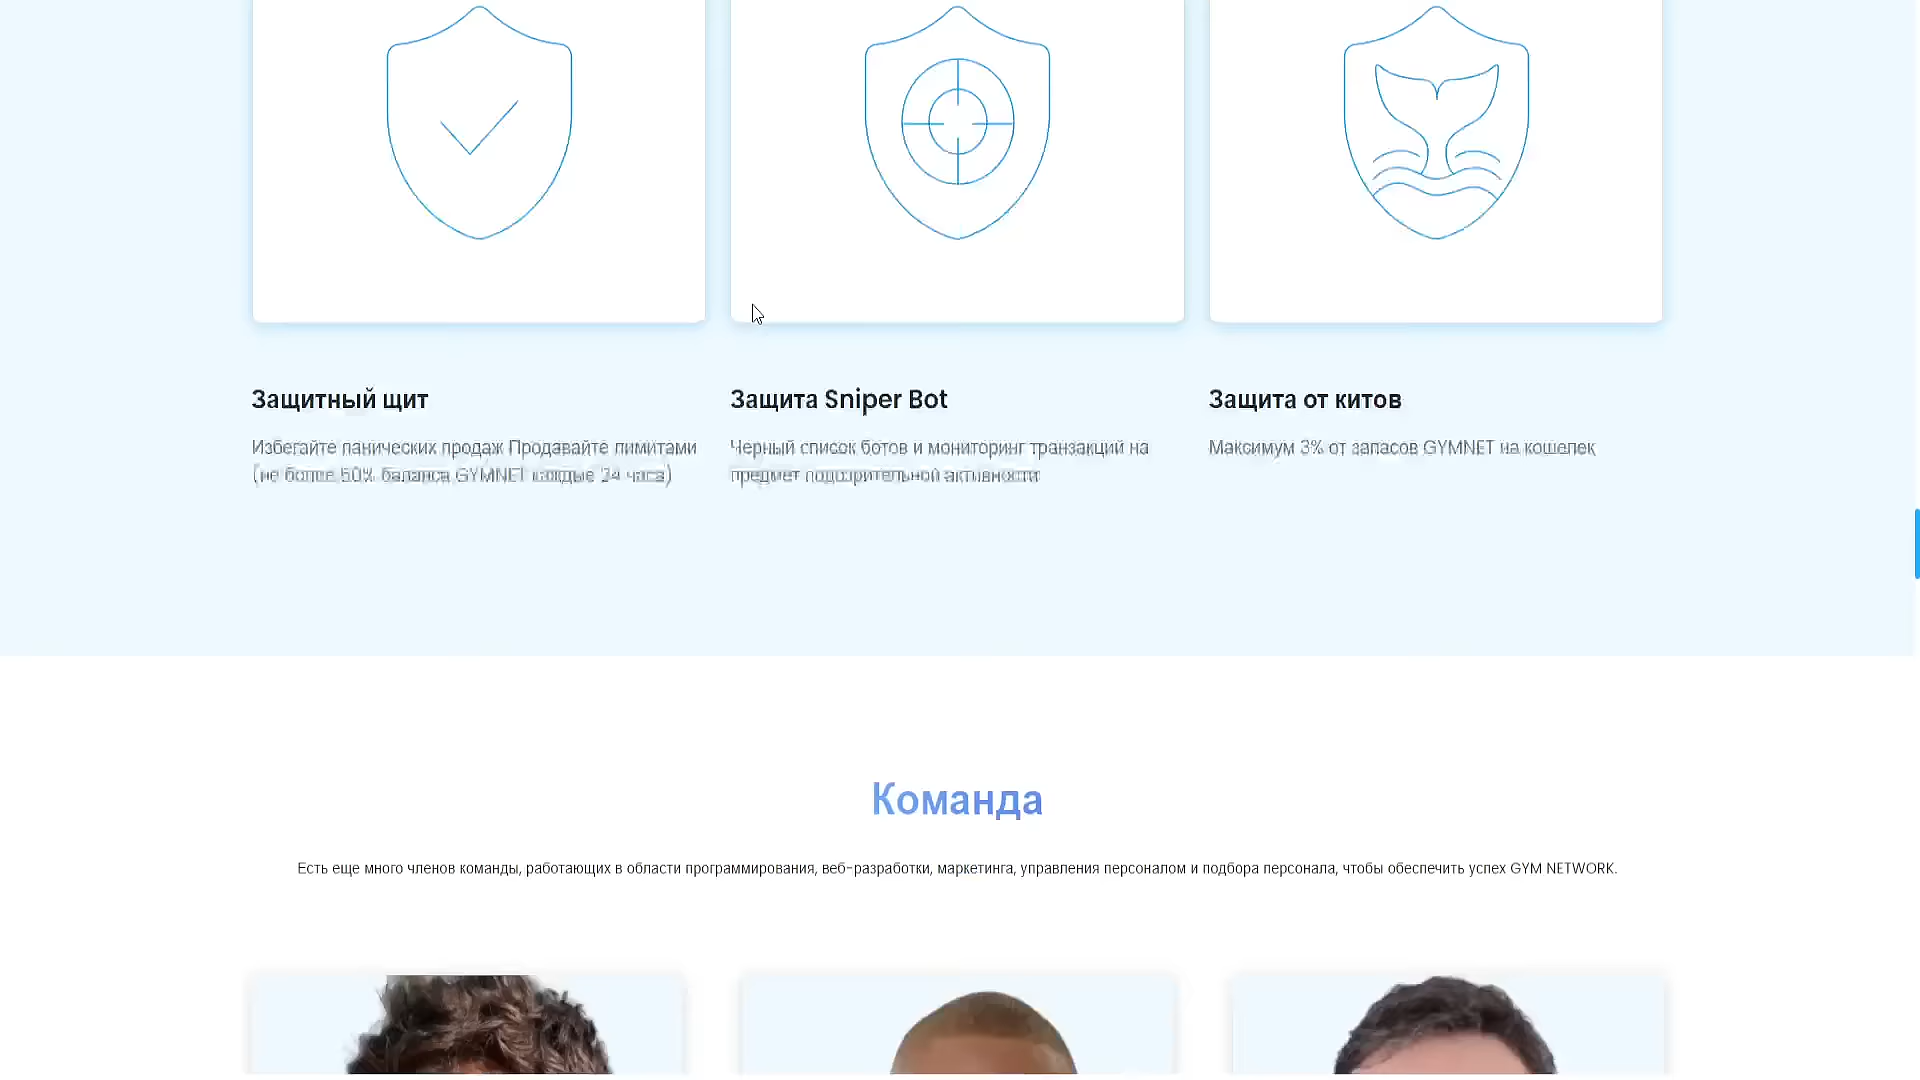 Защитный щит
Избегайте панических продаж Продавайте лимитами
(не более 50% баланса GYMNET каждые 24 часа)
Защита Sniper Bot
Черный список ботов и мониторинг транзакций на
предмет подозрительной активности
Защита от китов
Максимум 3% от запасов GYMNET на кошелек
Команда
Есть еще много членов команды, работающих в области программирования, веб-разработки, маркетинга, управления персоналом и подбора персонала, чтобы обеспечить успех GYM NETWORK.